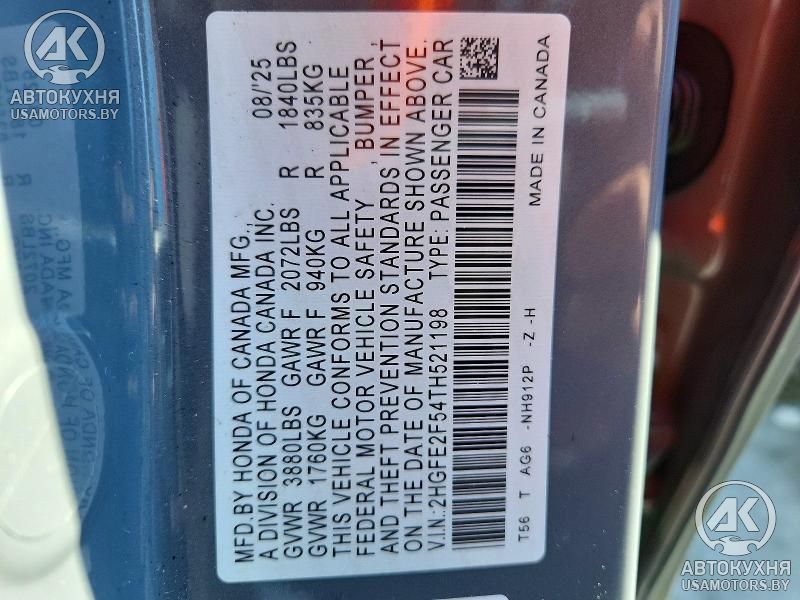 AK
АВТОКУХНЯ
USAMOTORS.BY
MFD.BY HONDA OF CANADA MFG., 08/'25
A DIVISION OF HONDA CANADA INC.
GVWR 3880LBS GAWR F 2072LBS R 1840LBS
GVWR 1760KG GAWR F 940KG R 835KG
THIS VEHICLE CONFORMS TO ALL APPLICABLE
FEDERAL MOTOR VEHICLE SAFETY , BUMPER ,
AND THEFT PREVENTION STANDARDS IN EFFECT
ON THE DATE OF MANUFACTURE SHOWN ABOVE.
V.I.N.:2HGFE2F54TH521198 TYPE: PASSENGER CAR
T56 T AG6 -NH912P -Z -H MADE IN CANADA
AK
АВТОКУХНЯ
USAMOTORS.BY